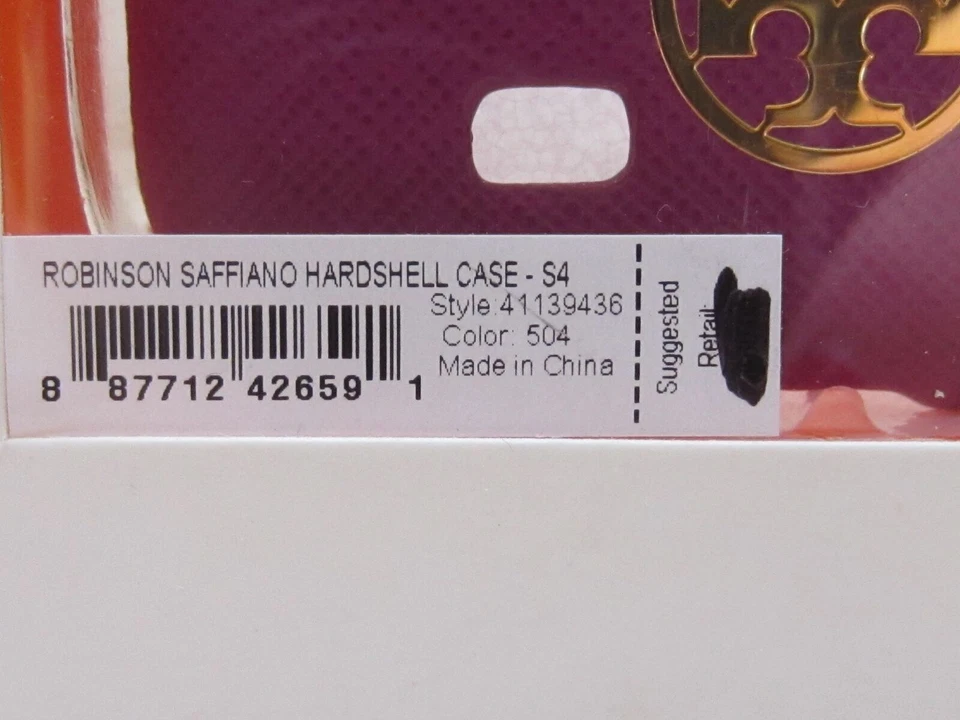 ROBINSON SAFFIANO HARDSHELL CASE - S4
Style:41139436
Color: 504
Made in China
8 87712 42659 1
Suggested
Retail: